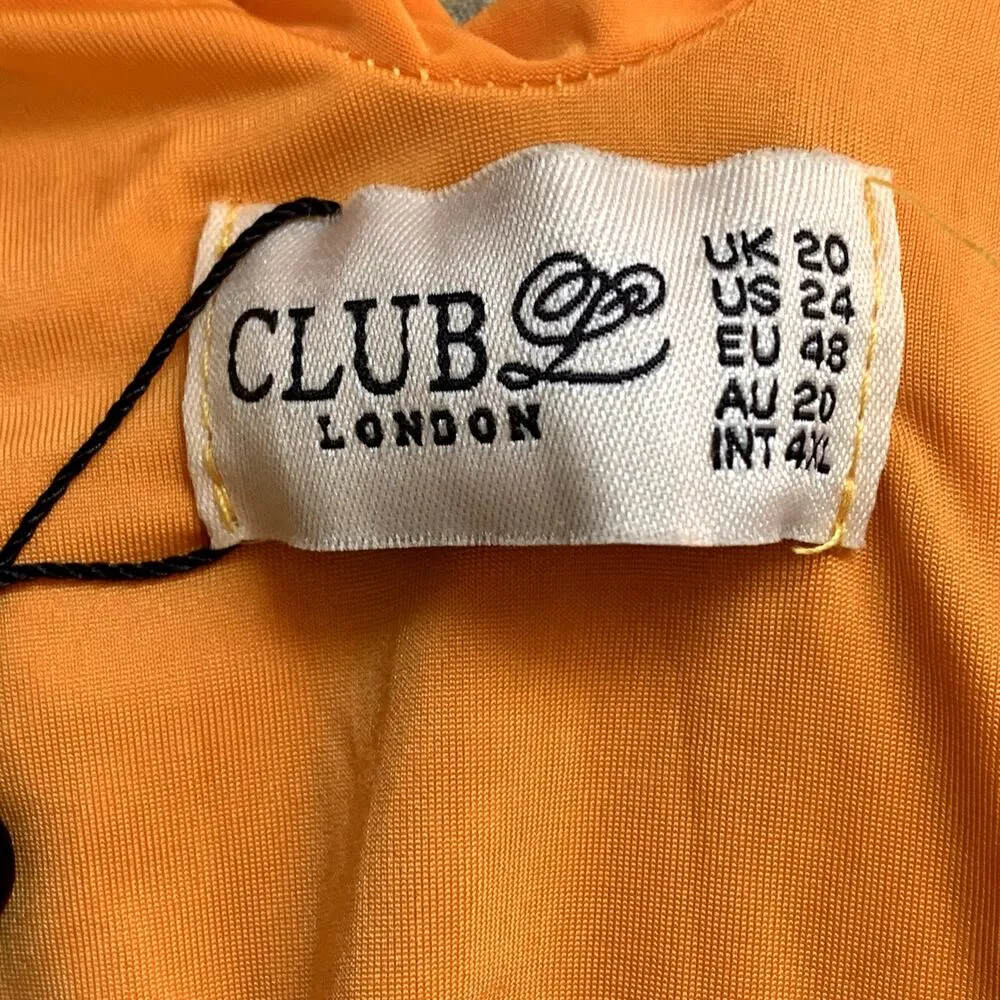 CLUB L
LONDON
UK 20
US 24
EU 48
AU 20
INT 4XL